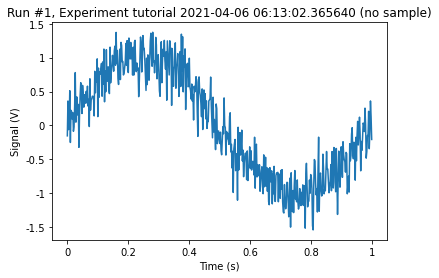 Run #1, Experiment tutorial 2021-04-06 06:13:02.365640 (no sample)
1.5
1
0.5
0
-0.5
-1
-1.5
Signal (V)
0 0.2 0.4 0.6 0.8 1
Time (s)